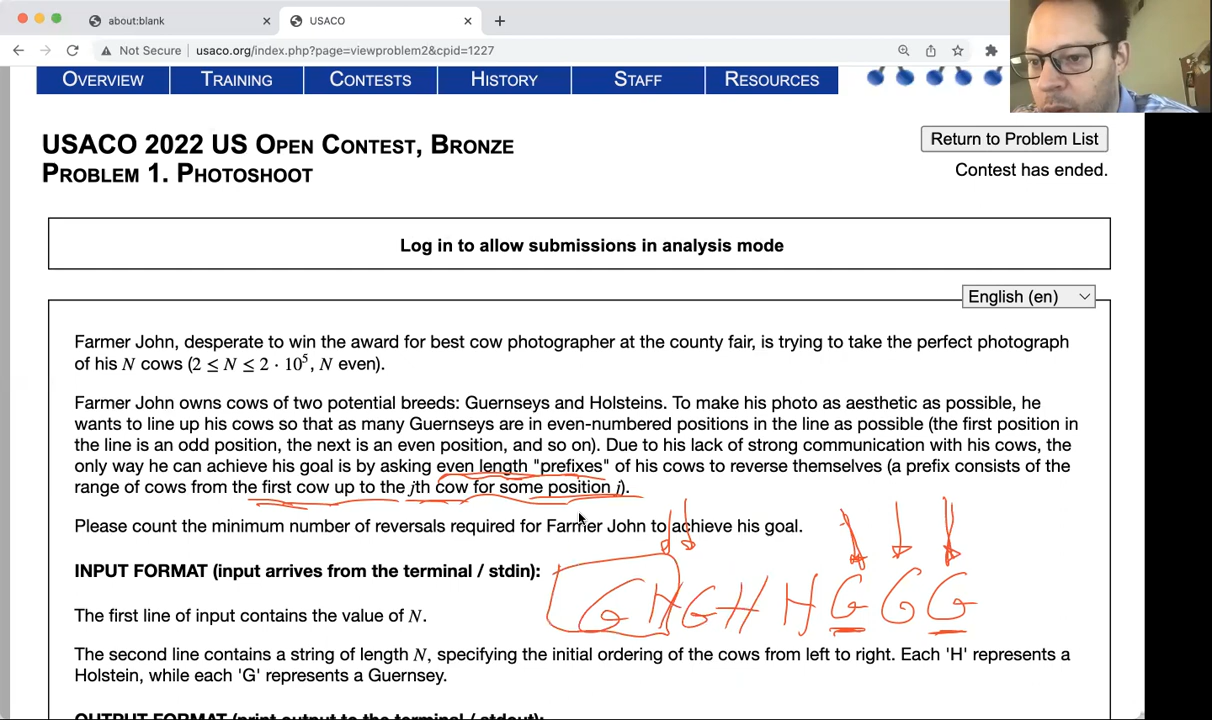 about:blank
USACO
Not Secure | usaco.org/index.php?page=viewproblem2&cpid=1227
OVERVIEW TRAINING CONTESTS HISTORY STAFF RESOURCES
USACO 2022 US OPEN CONTEST, BRONZE
PROBLEM 1. PHOTOSHOOT
Return to Problem List
Contest has ended.
Log in to allow submissions in analysis mode
English (en)
Farmer John, desperate to win the award for best cow photographer at the county fair, is trying to take the perfect photograph
of his N cows (2 ≤ N ≤ 2 · 10⁵, N even).
Farmer John owns cows of two potential breeds: Guernseys and Holsteins. To make his photo as aesthetic as possible, he
wants to line up his cows so that as many Guernseys are in even-numbered positions in the line as possible (the first position in
the line is an odd position, the next is an even position, and so on). Due to his lack of strong communication with his cows, the
only way he can achieve his goal is by asking even length "prefixes" of his cows to reverse themselves (a prefix consists of the
range of cows from the first cow up to the jth cow for some position j).
Please count the minimum number of reversals required for Farmer John to achieve his goal.
INPUT FORMAT (input arrives from the terminal / stdin):
G H G H H G G G
The first line of input contains the value of N.
The second line contains a string of length N, specifying the initial ordering of the cows from left to right. Each 'H' represents a
Holstein, while each 'G' represents a Guernsey.
OUTPUT FORMAT (print output to the terminal / stdout):